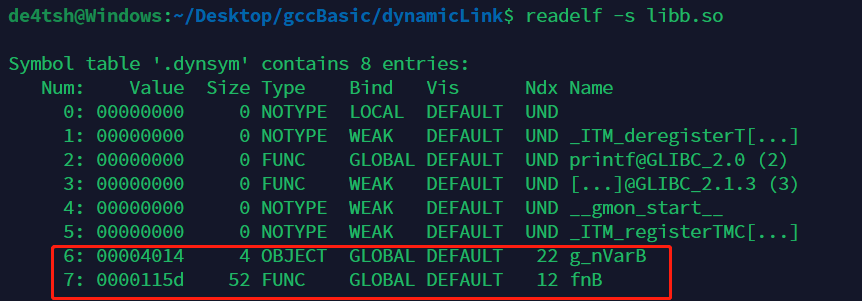 de4tsh@Windows:~/Desktop/gccBasic/dynamicLink$ readelf -s libb.so
Symbol table '.dynsym' contains 8 entries:
Num: Value Size Type Bind Vis Ndx Name
0: 00000000 0 NOTYPE LOCAL DEFAULT UND
1: 00000000 0 NOTYPE WEAK DEFAULT UND _ITM_deregisterT[...]
2: 00000000 0 FUNC GLOBAL DEFAULT UND printf@GLIBC_2.0 (2)
3: 00000000 0 FUNC WEAK DEFAULT UND [...]@GLIBC_2.1.3 (3)
4: 00000000 0 NOTYPE WEAK DEFAULT UND __gmon_start__
5: 00000000 0 NOTYPE WEAK DEFAULT UND _ITM_registerTMC[...]
6: 00004014 4 OBJECT GLOBAL DEFAULT 22 g_nVarB
7: 0000115d 52 FUNC GLOBAL DEFAULT 12 fnB